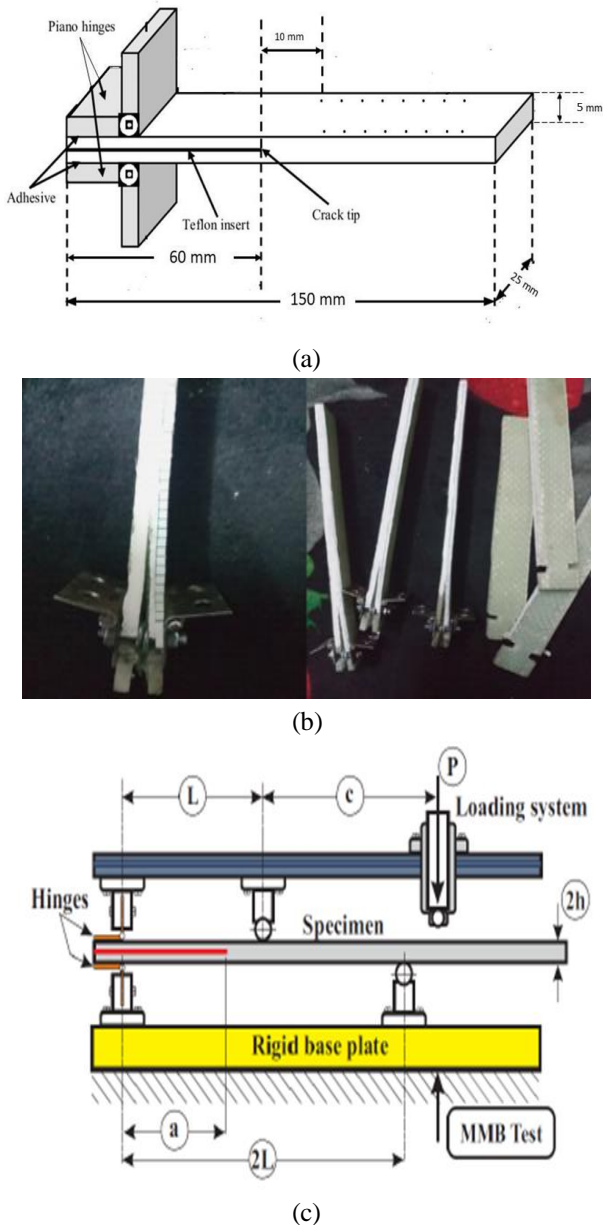 Piano hinges
10 mm
5 mm
Adhesive
Teflon insert
Crack tip
60 mm
25 mm
150 mm
(a)
(b)
P
L
c
Loading system
Hinges
2h
Specimen
Rigid base plate
a
MMB Test
2L
(c)